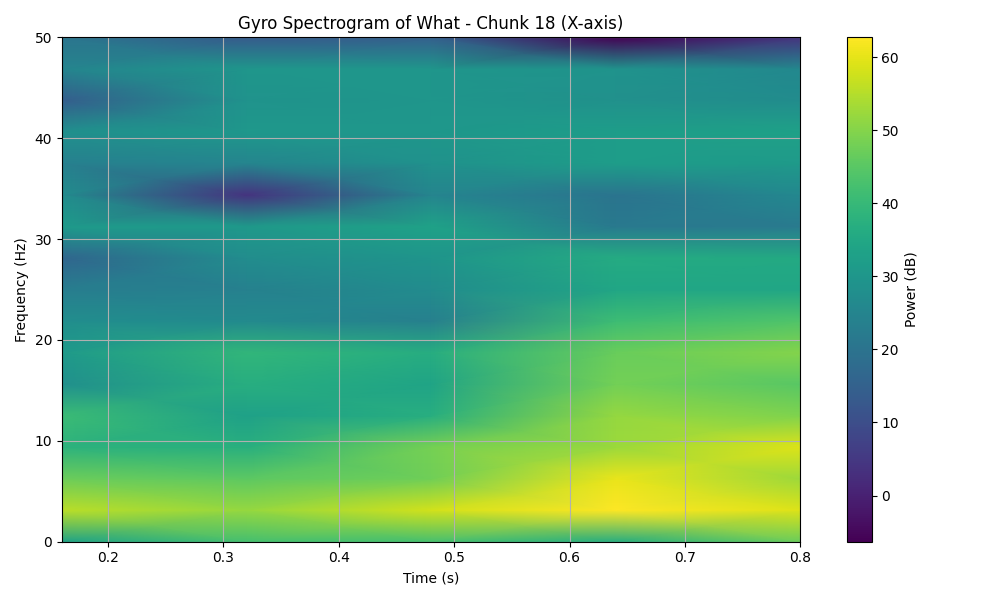 Gyro Spectrogram of What - Chunk 18 (X-axis)
50
40
30
20
10
0
Frequency (Hz)
0.2 0.3 0.4 0.5 0.6 0.7 0.8
Time (s)
60
50
40
30
20
10
0
Power (dB)